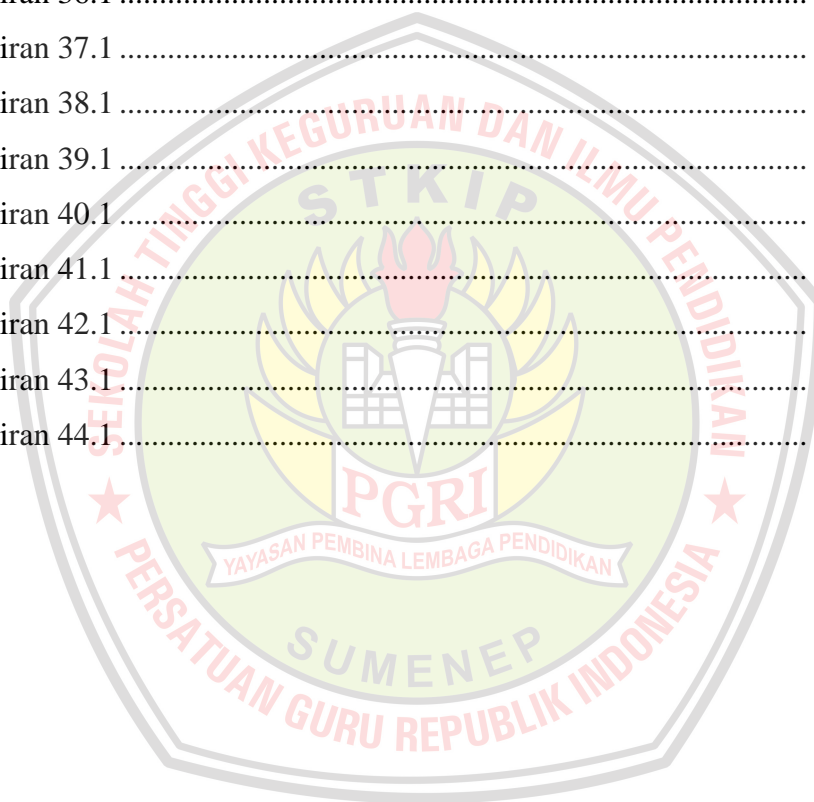 iran 36.1 ....................................................................................
iran 37.1 ....................................................................................
iran 38.1 ....................................................................................
iran 39.1 ....................................................................................
iran 40.1 ....................................................................................
iran 41.1 ....................................................................................
iran 42.1 ....................................................................................
iran 43.1 ....................................................................................
iran 44.1 ....................................................................................
SEKOLAH TINGGI KEGURUAN DAN ILMU PENDIDIKAN
STKIP
PGRI
YAYASAN PEMBINA LEMBAGA PENDIDIKAN
SUMENEP
PERSATUAN GURU REPUBLIK INDONESIA